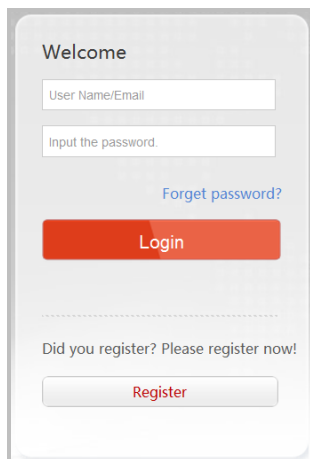 Welcome
User Name/Email
Input the password.
Forget password?
Login
Did you register? Please register now!
Register